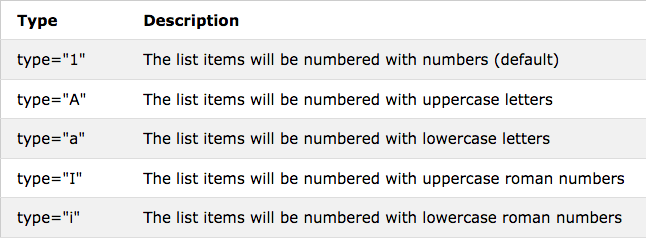 Type Description
type="1" The list items will be numbered with numbers (default)
type="A" The list items will be numbered with uppercase letters
type="a" The list items will be numbered with lowercase letters
type="I" The list items will be numbered with uppercase roman numbers
type="i" The list items will be numbered with lowercase roman numbers